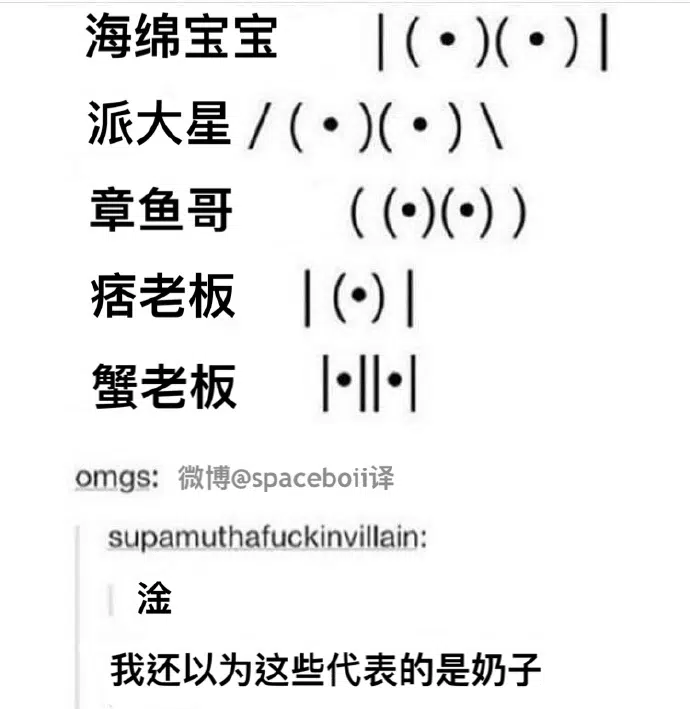 海绵宝宝 |(•)(•)|
派大星 /(•)(•)\
章鱼哥 ((•)(•))
痞老板 |(•)|
蟹老板 |•||•|
omgs: 微博@spaceboii译
supamuthafuckinvillain:
淦
我还以为这些代表的是奶子